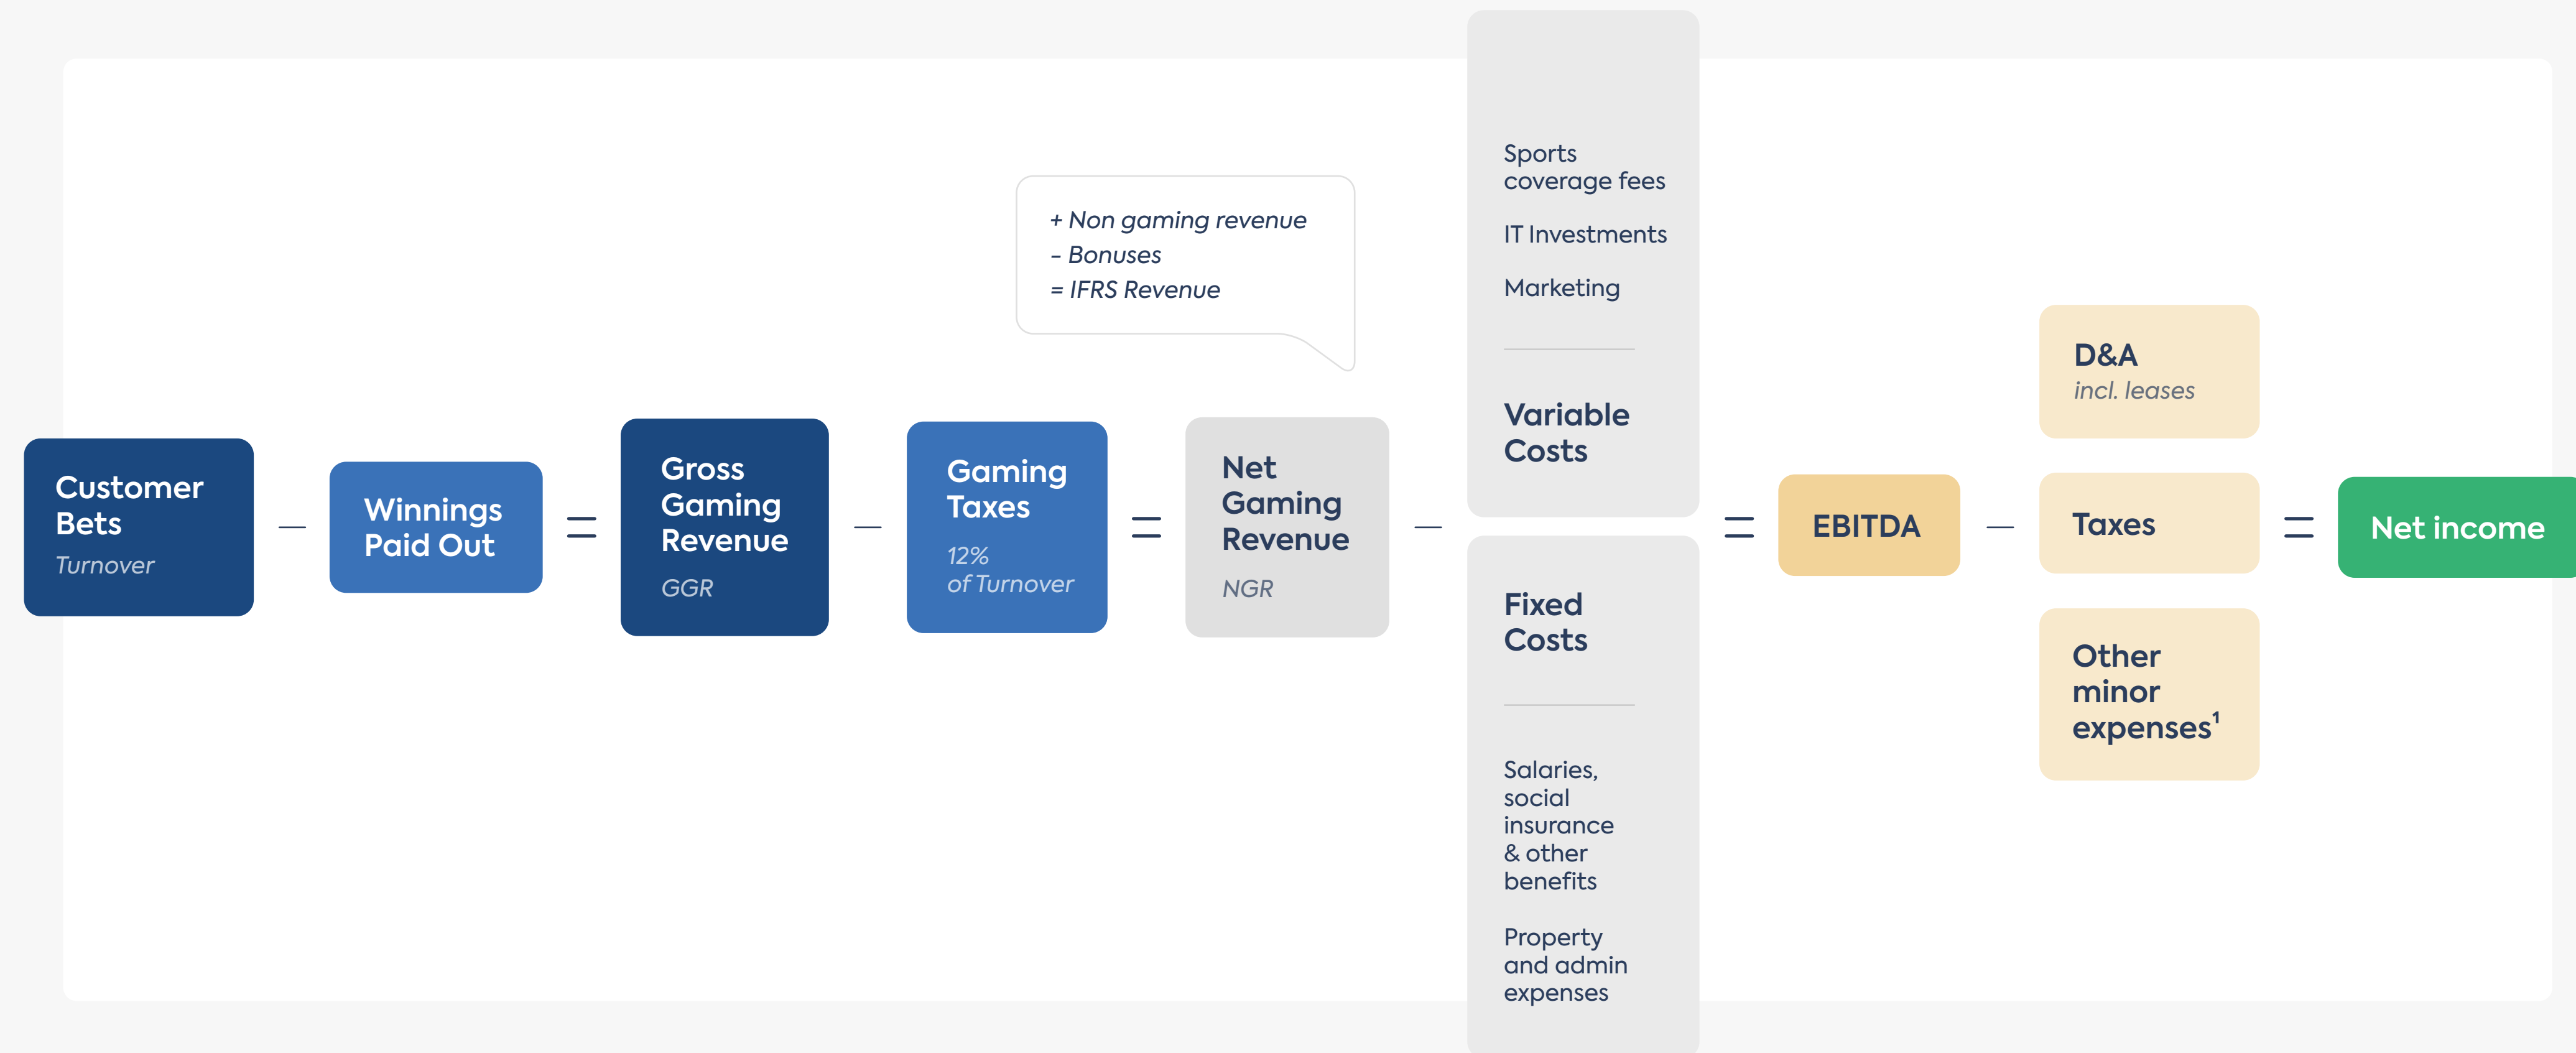 Customer
Bets
Turnover
—
Winnings
Paid Out
=
Gross
Gaming
Revenue
GGR
—
Gaming
Taxes
12%
of Turnover
=
+ Non gaming revenue
- Bonuses
= IFRS Revenue
Net
Gaming
Revenue
NGR
—
Sports
coverage fees
IT Investments
Marketing
Variable
Costs
Fixed
Costs
Salaries,
social
insurance
& other
benefits
Property
and admin
expenses
=
EBITDA
—
D&A
incl. leases
Taxes
Other
minor
expenses¹
=
Net income